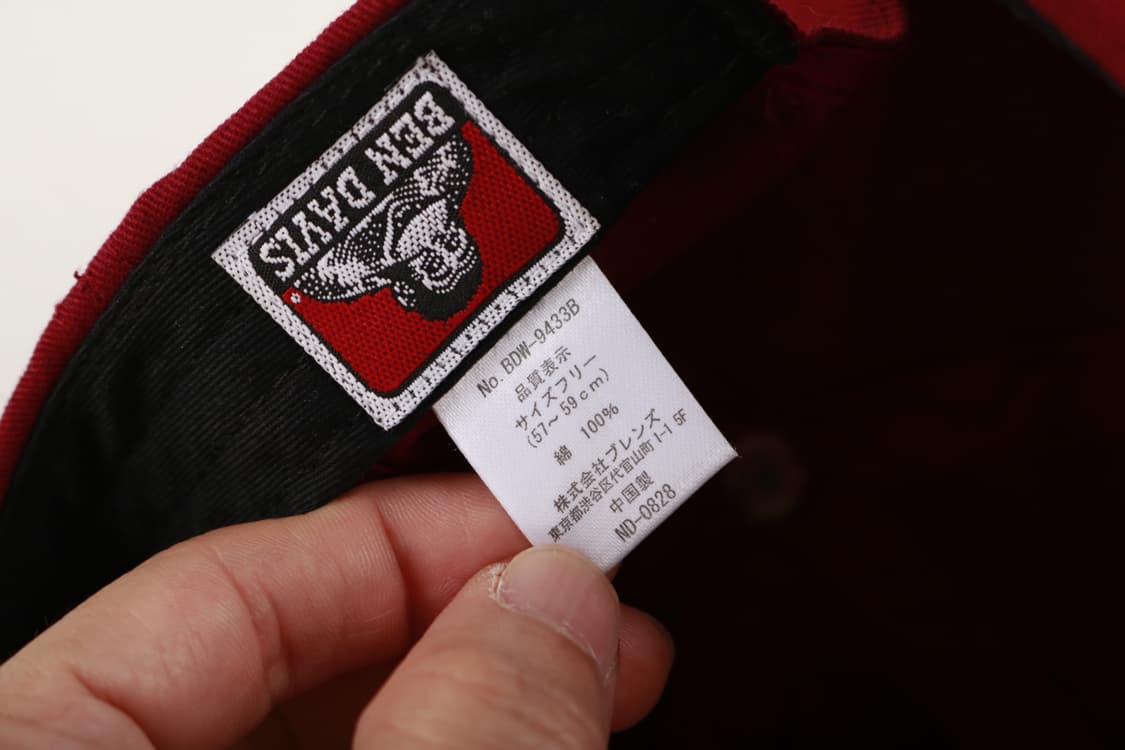 BEN DAVIS
No. BDW-9433B
品質表示
サイズフリー
(57～59cm)
綿 100%
株式会社ブレンズ
東京都渋谷区代官山町1-1 5F
中国製
ND-0828